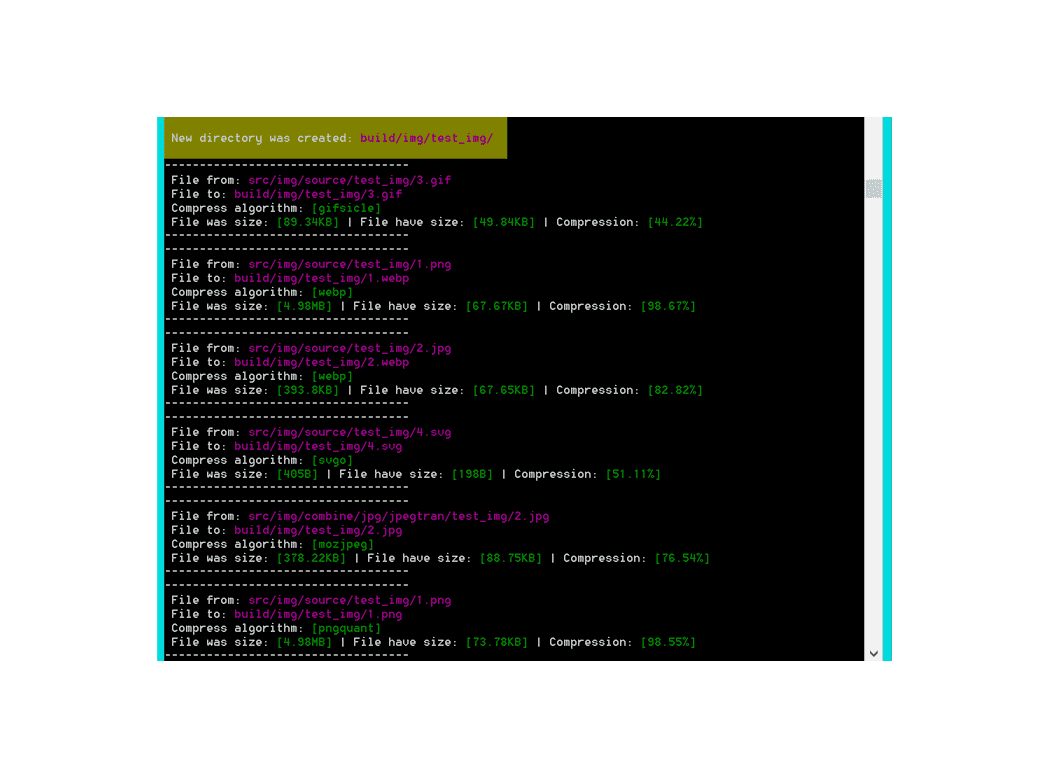 New directory was created: build/img/test_img/
-----------------------------------
File from: src/img/source/test_img/3.gif
File to: build/img/test_img/3.gif
Compress algorithm: [gifsicle]
File was size: [89.34KB] | File have size: [49.84KB] | Compression: [44.22%]
-----------------------------------
-----------------------------------
File from: src/img/source/test_img/1.png
File to: build/img/test_img/1.webp
Compress algorithm: [webp]
File was size: [4.98MB] | File have size: [67.67KB] | Compression: [98.67%]
-----------------------------------
-----------------------------------
File from: src/img/source/test_img/2.jpg
File to: build/img/test_img/2.webp
Compress algorithm: [webp]
File was size: [393.8KB] | File have size: [67.65KB] | Compression: [82.82%]
-----------------------------------
-----------------------------------
File from: src/img/source/test_img/4.svg
File to: build/img/test_img/4.svg
Compress algorithm: [svgo]
File was size: [405B] | File have size: [198B] | Compression: [51.11%]
-----------------------------------
-----------------------------------
File from: src/img/combine/jpg/jpegtran/test_img/2.jpg
File to: build/img/test_img/2.jpg
Compress algorithm: [mozjpeg]
File was size: [378.22KB] | File have size: [88.75KB] | Compression: [76.54%]
-----------------------------------
-----------------------------------
File from: src/img/source/test_img/1.png
File to: build/img/test_img/1.png
Compress algorithm: [pngquant]
File was size: [4.98MB] | File have size: [73.78KB] | Compression: [98.55%]
-----------------------------------